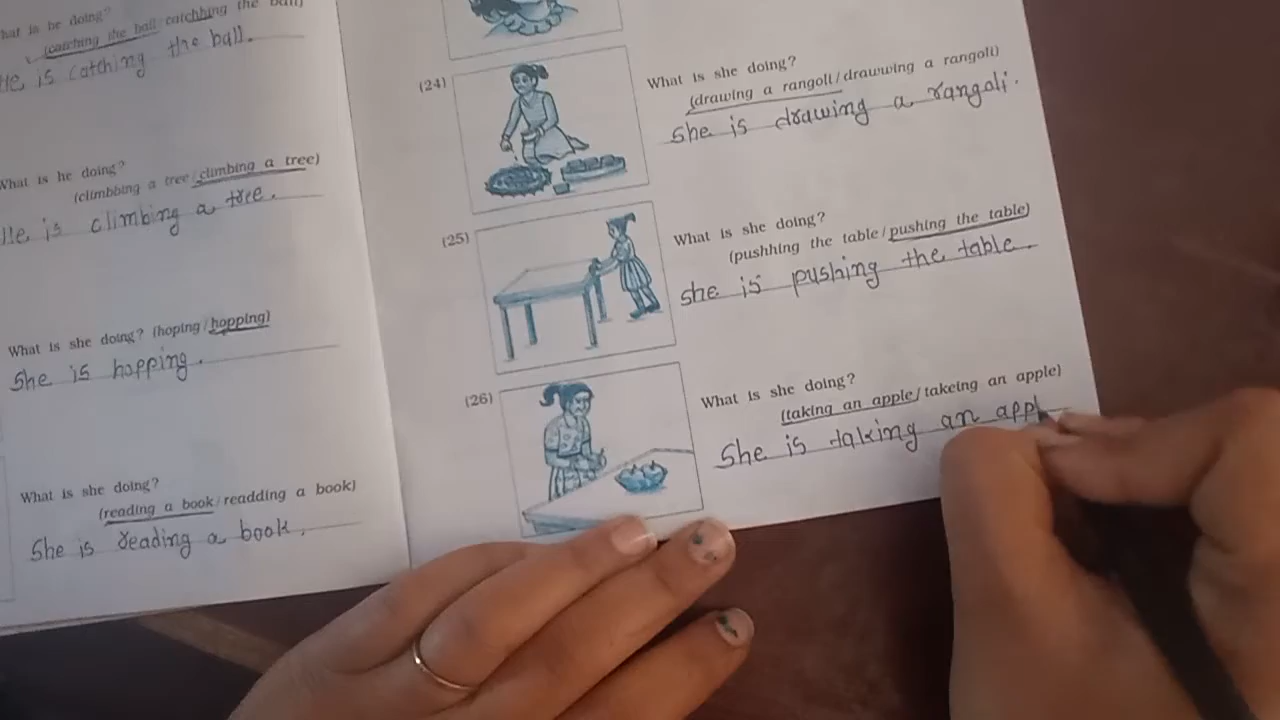 hat is he doing?
(catching the ball/catchhing the ball)
He is catching the ball.
What is he doing?
(climbbing a tree/climbing a tree)
He is climbing a tree.
What is she doing? (hoping/hopping)
She is hopping.
What is she doing?
(reading a book/readding a book)
She is reading a book.
(24)
What is she doing?
(drawing a rangoli/drawwing a rangoli)
She is drawing a rangoli.
(25)
What is she doing?
(pushhing the table/pushing the table)
she is pushing the table.
(26)
What is she doing?
(taking an apple/takeing an apple)
She is taking an appl